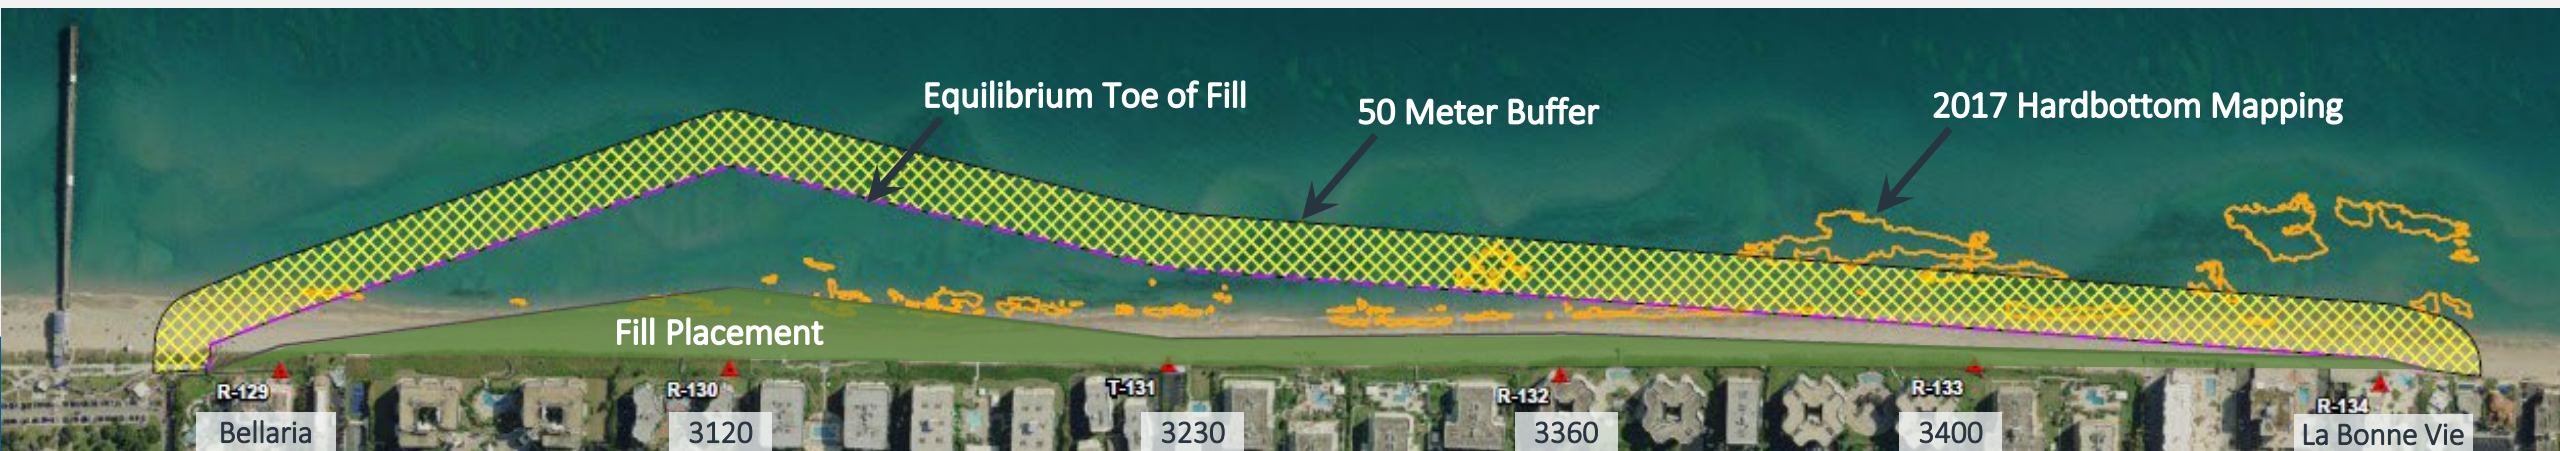 Equilibrium Toe of Fill
50 Meter Buffer
2017 Hardbottom Mapping
Fill Placement
R-129
R-130
T-131
R-132
R-133
R-134
Bellaria
3120
3230
3360
3400
La Bonne Vie